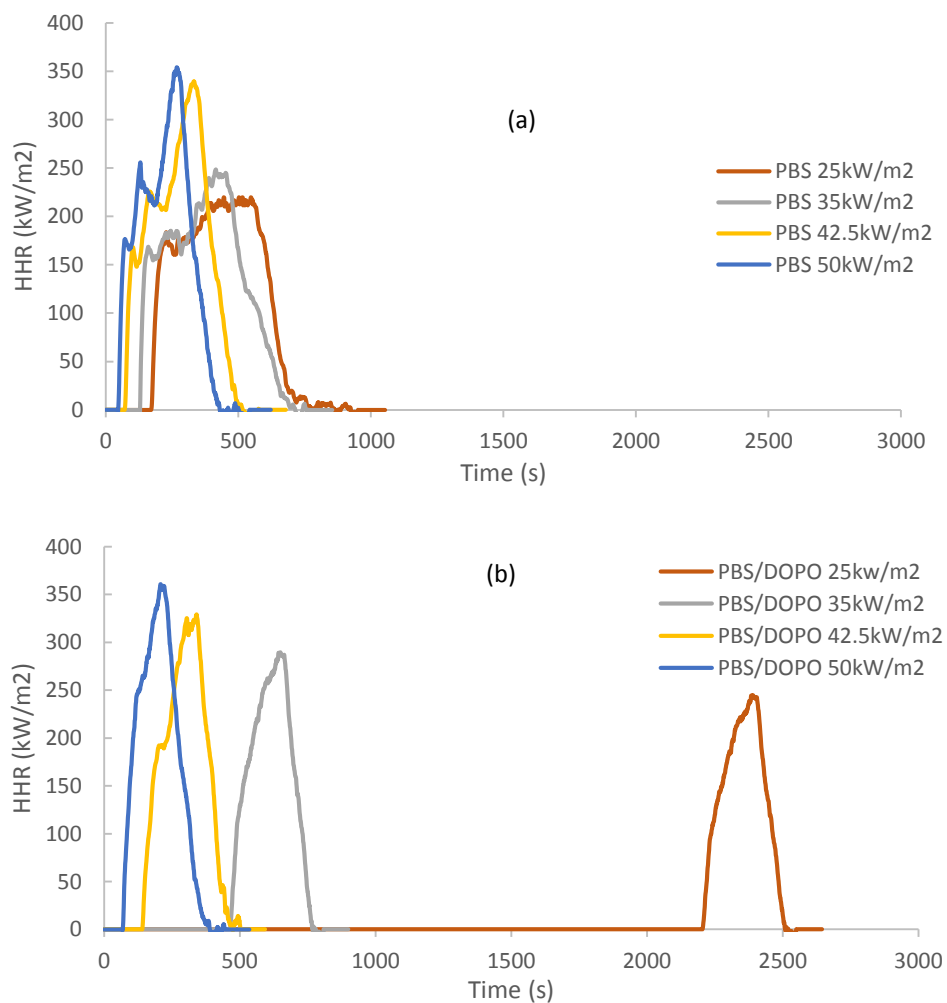 400
350
300
250
200
150
100
50
0
HHR (kW/m2)
(a)
PBS 25kW/m2
PBS 35kW/m2
PBS 42.5kW/m2
PBS 50kW/m2
0 500 1000 1500 2000 2500 3000
Time (s)
400
350
300
250
200
150
100
50
0
HHR (kW/m2)
(b)
PBS/DOPO 25kw/m2
PBS/DOPO 35kW/m2
PBS/DOPO 42.5kW/m2
PBS/DOPO 50kW/m2
0 500 1000 1500 2000 2500 3000
Time (s)